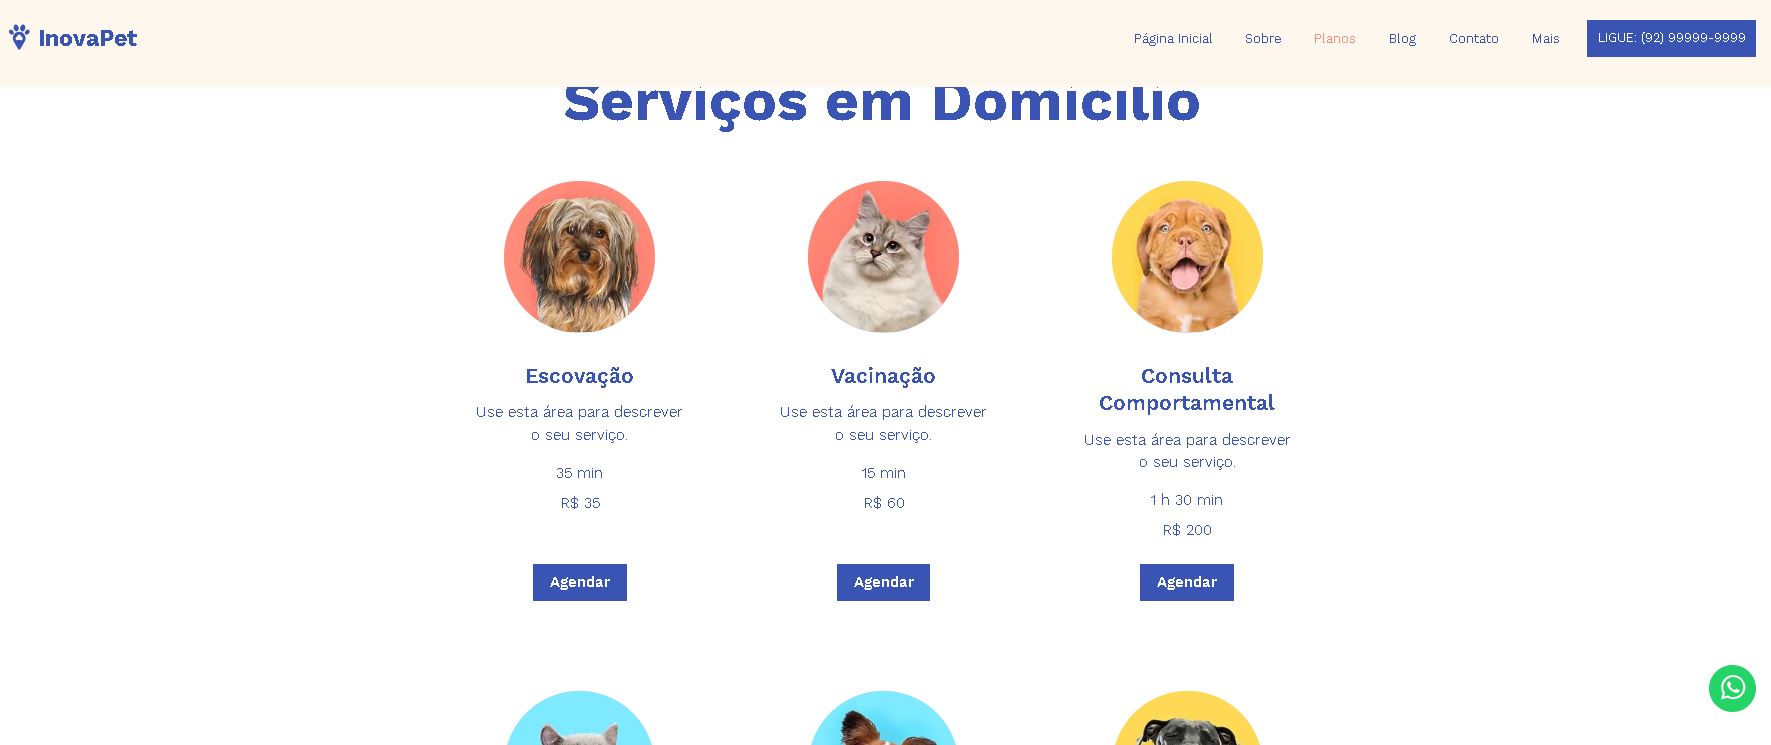 InovaPet
Página Inicial
Sobre
Planos
Blog
Contato
Mais
LIGUE: (92) 99999-9999
Serviços em Domicílio
Escovação
Use esta área para descrever
o seu serviço.
35 min
R$ 35
Agendar
Vacinação
Use esta área para descrever
o seu serviço.
15 min
R$ 60
Agendar
Consulta
Comportamental
Use esta área para descrever
o seu serviço.
1 h 30 min
R$ 200
Agendar